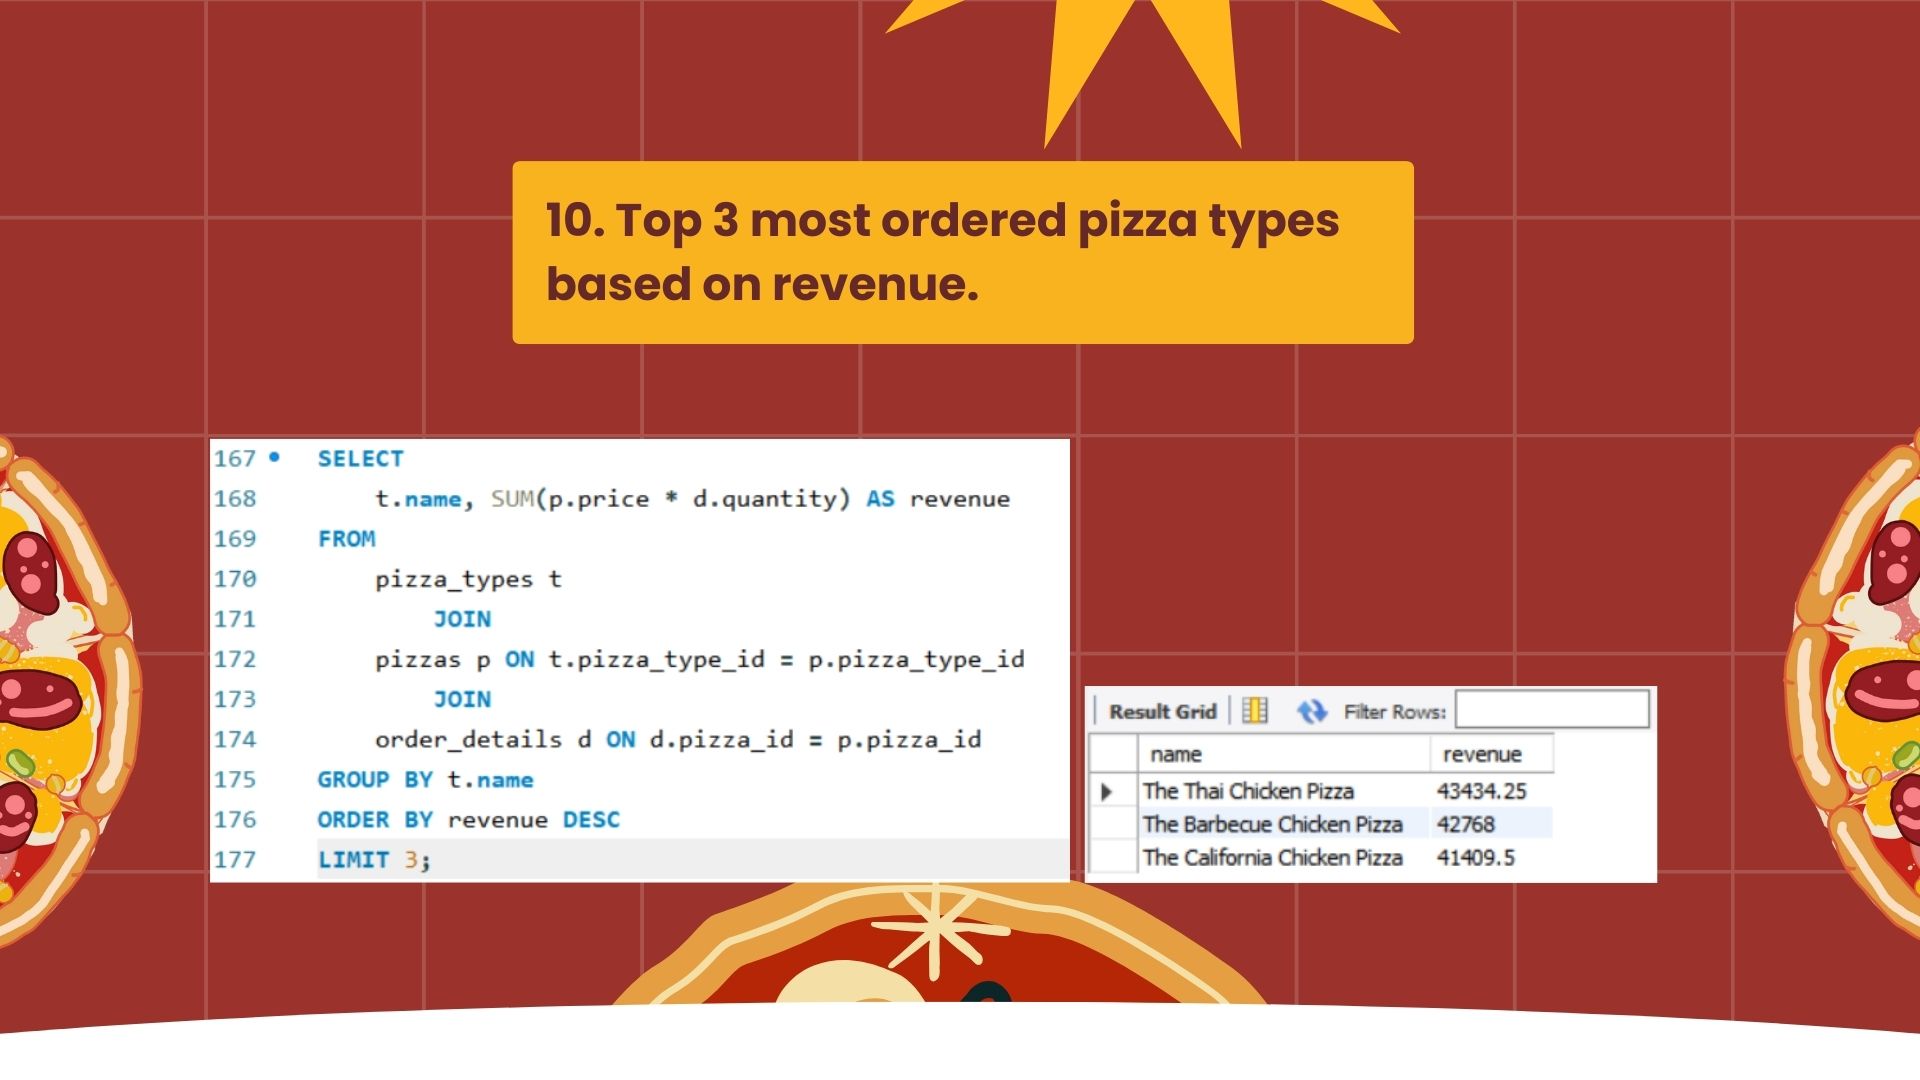 10. Top 3 most ordered pizza types
based on revenue.
167 SELECT
168 t.name, SUM(p.price * d.quantity) AS revenue
169 FROM
170 pizza_types t
171 JOIN
172 pizzas p ON t.pizza_type_id = p.pizza_type_id
173 JOIN
174 order_details d ON d.pizza_id = p.pizza_id
175 GROUP BY t.name
176 ORDER BY revenue DESC
177 LIMIT 3;
Result Grid Filter Rows:
name revenue
The Thai Chicken Pizza 43434.25
The Barbecue Chicken Pizza 42768
The California Chicken Pizza 41409.5